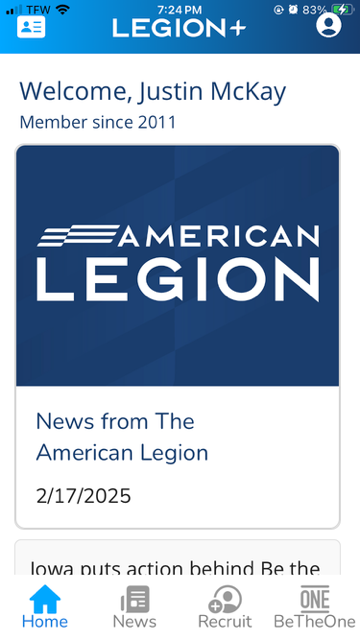 TFW 7:24 PM 83%
LEGION+
Welcome, Justin McKay
Member since 2011
AMERICAN
LEGION
News from The
American Legion
2/17/2025
Iowa puts action behind Be the
ONE
Home News Recruit BeTheOne